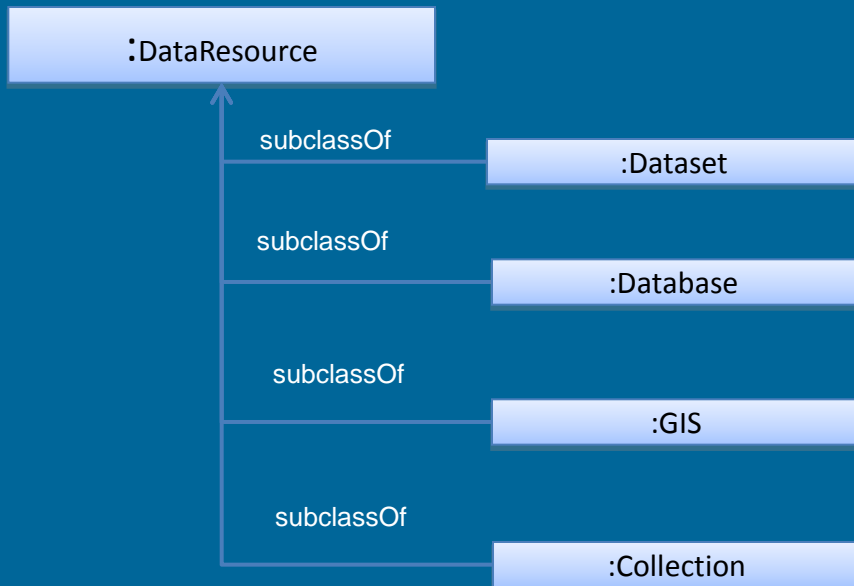 :DataResource
subclassOf
:Dataset
subclassOf
:Database
subclassOf
:GIS
subclassOf
:Collection